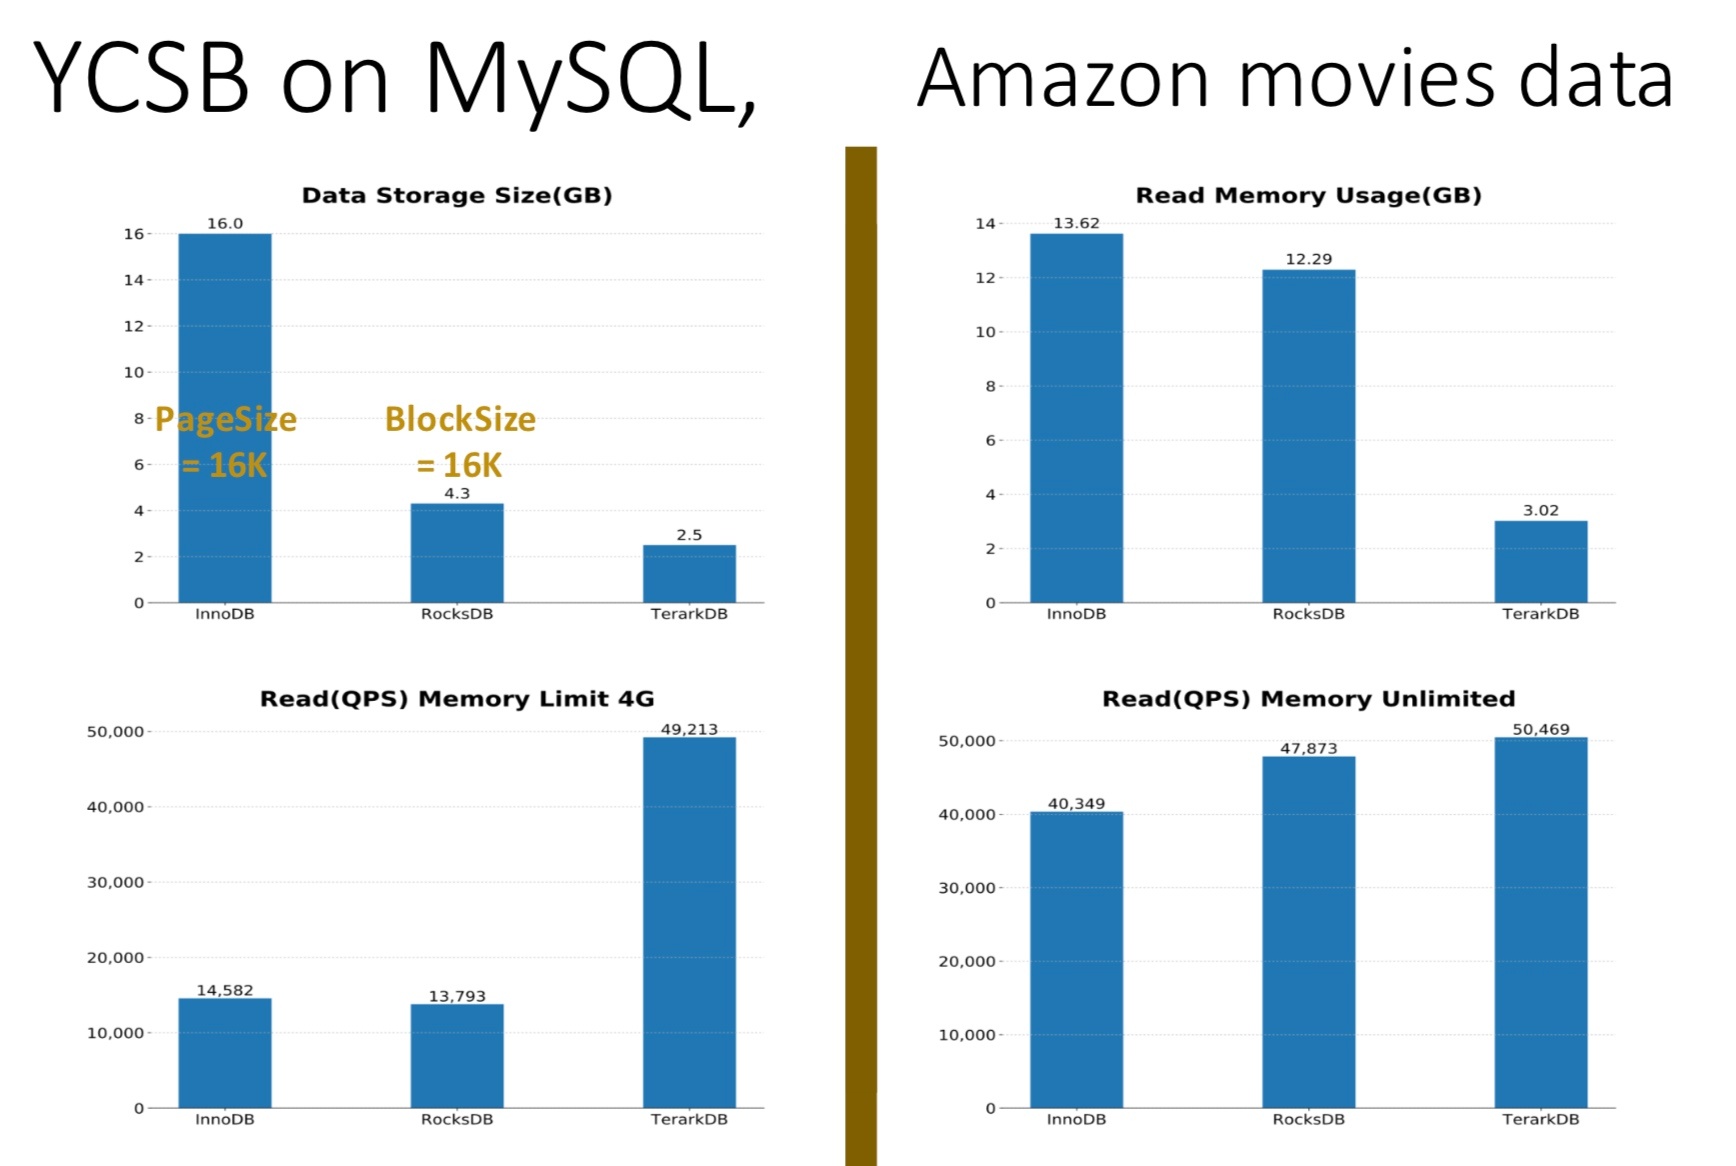 YCSB on MySQL,
Amazon movies data
Data Storage Size(GB)
16
14
12
10
8
6
4
2
0
16.0
4.3
2.5
PageSize
= 16K
BlockSize
= 16K
InnoDB
RocksDB
TerarkDB
Read Memory Usage(GB)
14
12
10
8
6
4
2
0
13.62
12.29
3.02
InnoDB
RocksDB
TerarkDB
Read(QPS) Memory Limit 4G
50,000
40,000
30,000
20,000
10,000
0
14,582
13,793
49,213
InnoDB
RocksDB
TerarkDB
Read(QPS) Memory Unlimited
50,000
40,000
30,000
20,000
10,000
0
40,349
47,873
50,469
InnoDB
RocksDB
TerarkDB